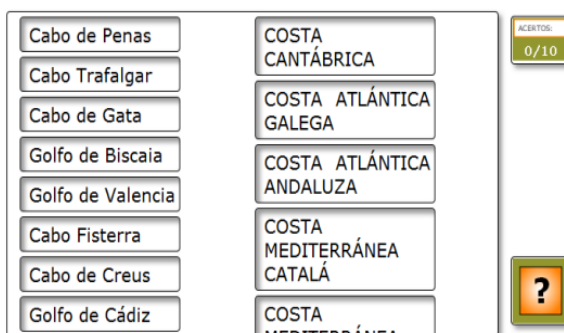 Cabo de Penas
Cabo Trafalgar
Cabo de Gata
Golfo de Biscaia
Golfo de Valencia
Cabo Fisterra
Cabo de Creus
Golfo de Cádiz
COSTA
CANTÁBRICA
COSTA ATLÁNTICA
GALEGA
COSTA ATLÁNTICA
ANDALUZA
COSTA
MEDITERRÁNEA
CATALÁ
COSTA
MEDITERRÁNEA
ACERTOS:
0/10
?